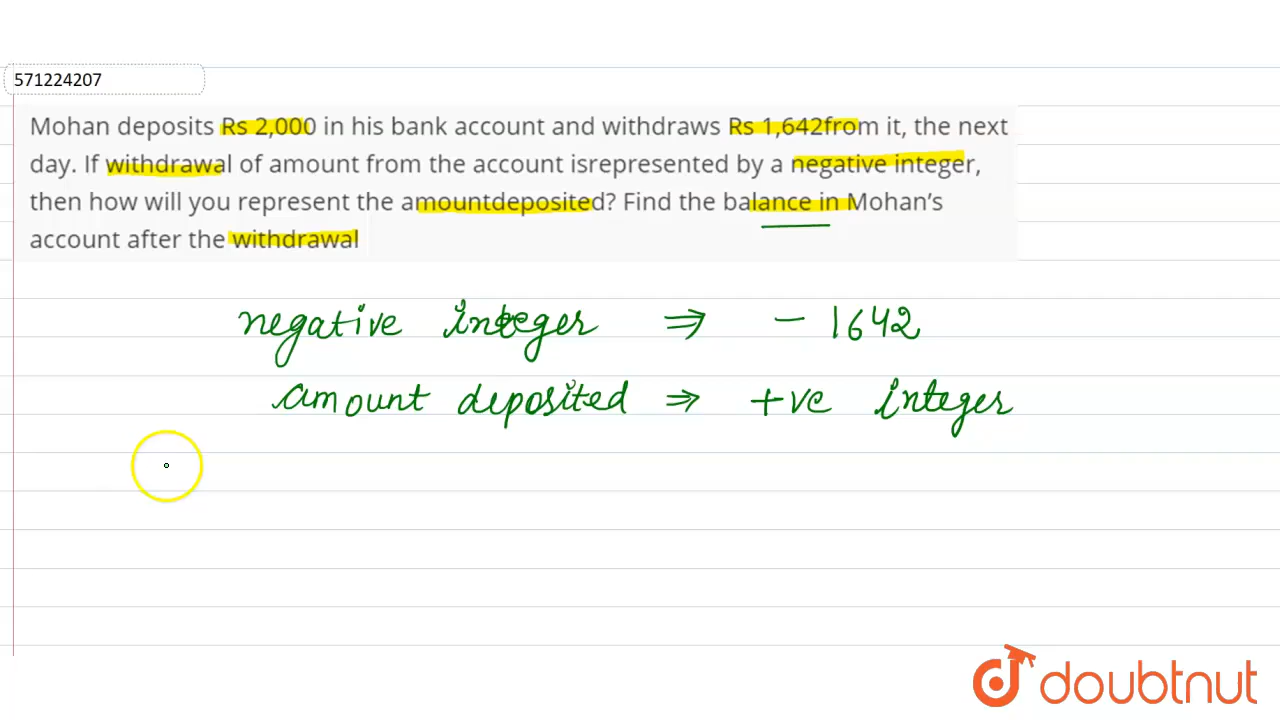 571224207
Mohan deposits Rs 2,000 in his bank account and withdraws Rs 1,642from it, the next
day. If withdrawal of amount from the account isrepresented by a negative integer,
then how will you represent the amountdeposited? Find the balance in Mohan’s
account after the withdrawal
negative integer ⇒ - 1642
amount deposited ⇒ +ve integer
doubtnut